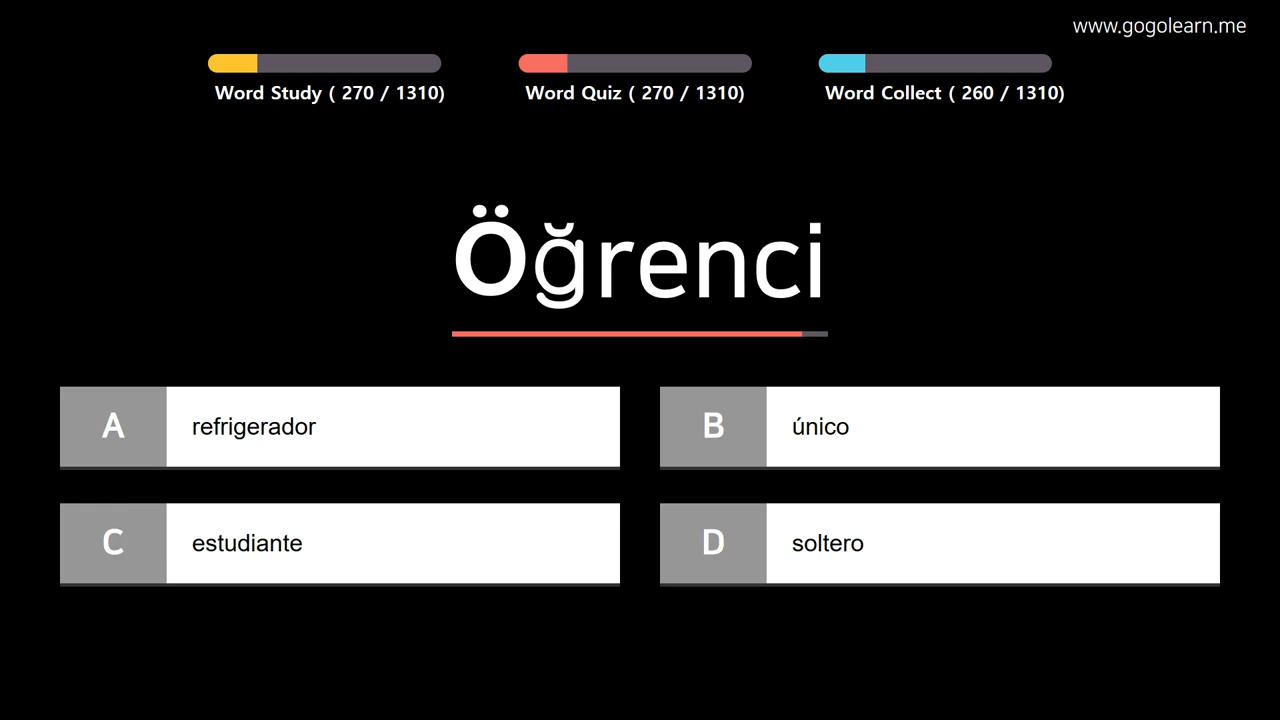 www.gogolearn.me
Word Study ( 270 / 1310)
Word Quiz ( 270 / 1310)
Word Collect ( 260 / 1310)
Öğrenci
A
refrigerador
B
único
C
estudiante
D
soltero